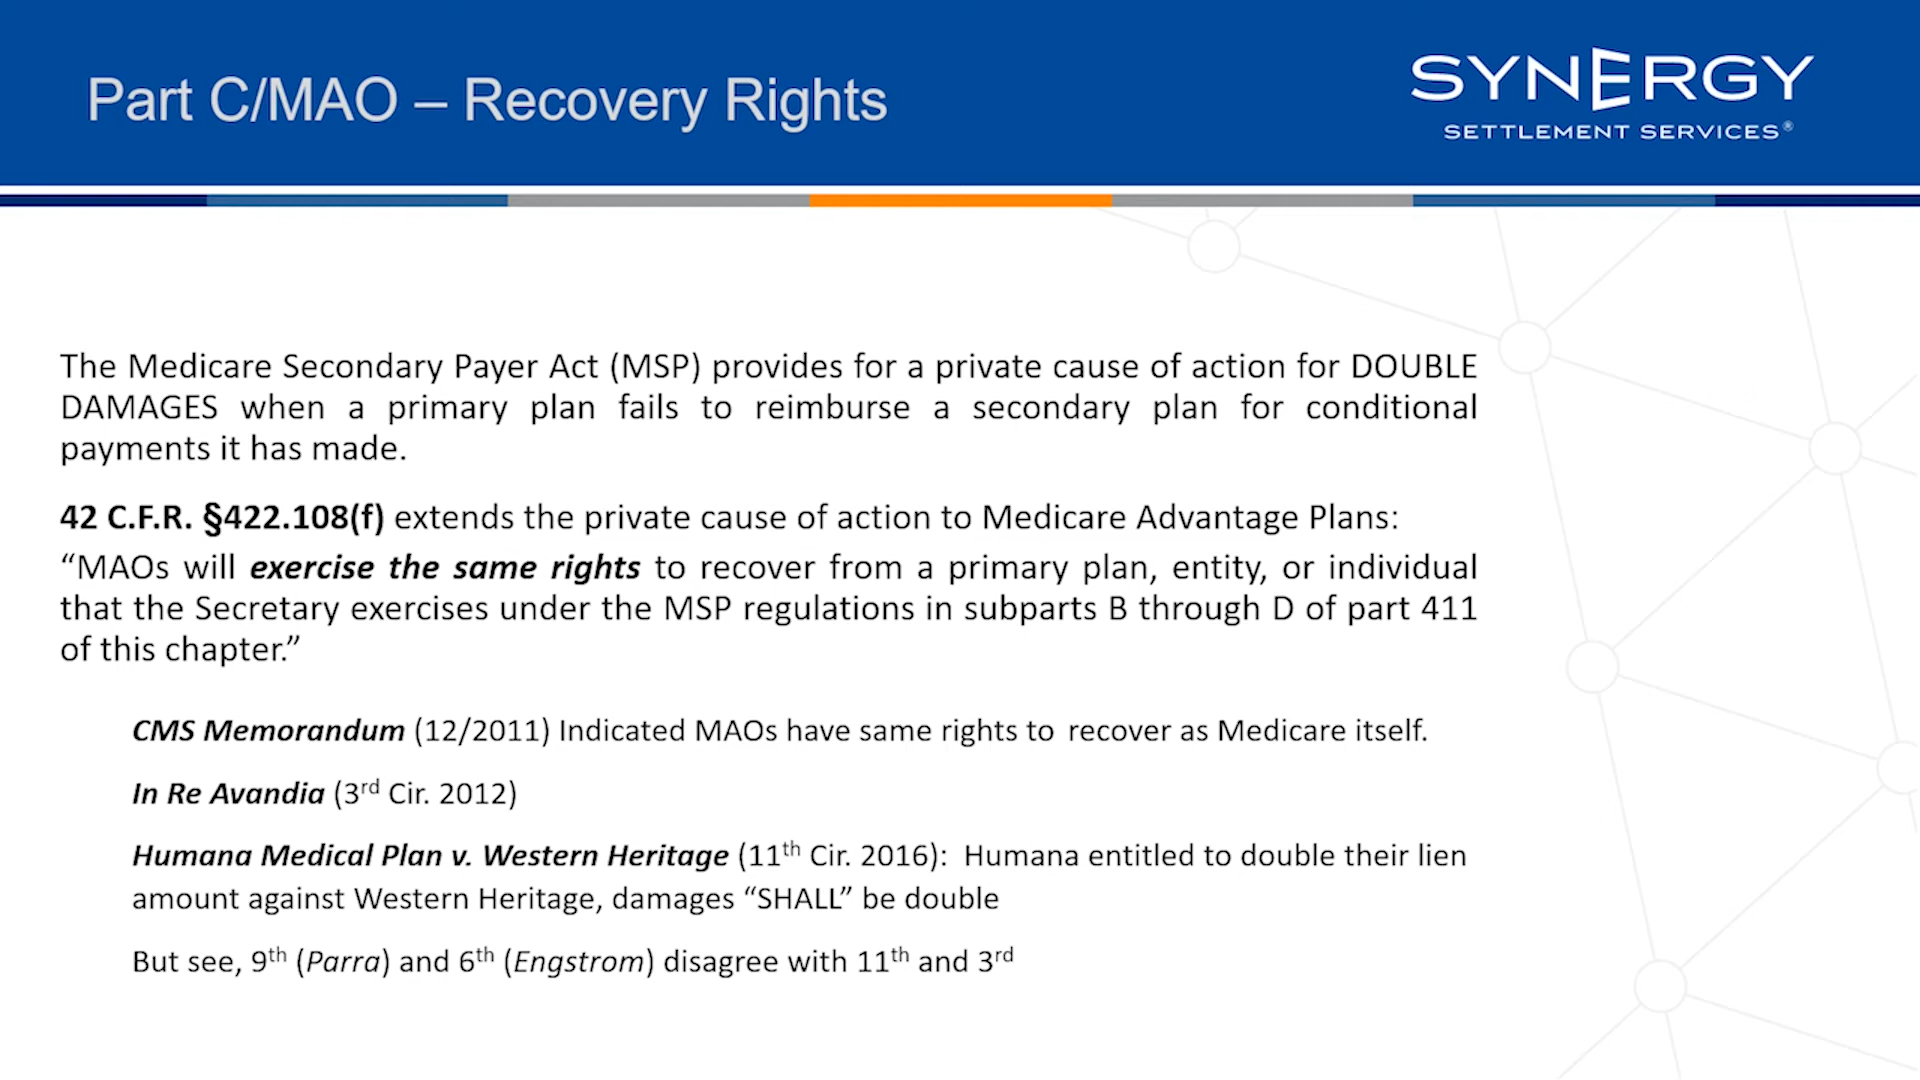 Part C/MAO – Recovery Rights
SYNERGY
SETTLEMENT SERVICES®
The Medicare Secondary Payer Act (MSP) provides for a private cause of action for DOUBLE
DAMAGES when a primary plan fails to reimburse a secondary plan for conditional
payments it has made.
42 C.F.R. §422.108(f) extends the private cause of action to Medicare Advantage Plans:
“MAOs will exercise the same rights to recover from a primary plan, entity, or individual
that the Secretary exercises under the MSP regulations in subparts B through D of part 411
of this chapter.”
CMS Memorandum (12/2011) Indicated MAOs have same rights to recover as Medicare itself.
In Re Avandia (3rd Cir. 2012)
Humana Medical Plan v. Western Heritage (11th Cir. 2016): Humana entitled to double their lien
amount against Western Heritage, damages “SHALL” be double
But see, 9th (Parra) and 6th (Engstrom) disagree with 11th and 3rd